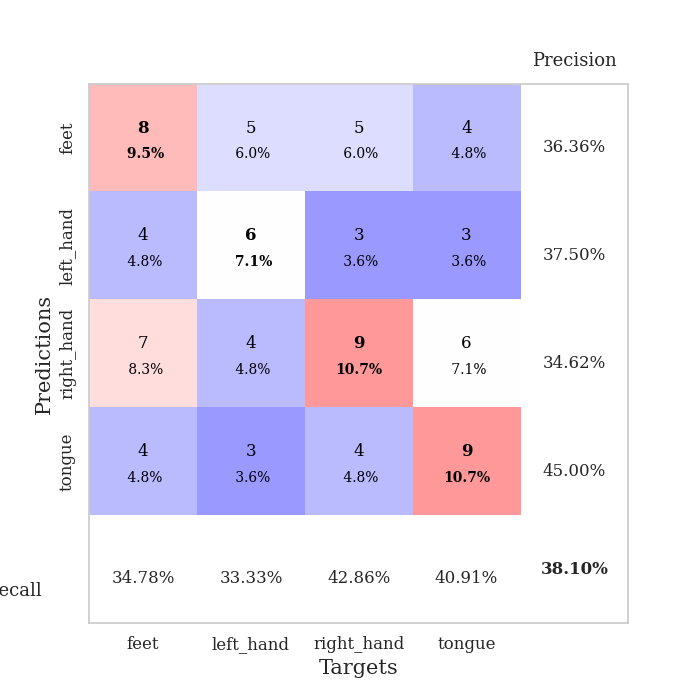 Precision
feet
8 5 5 4
9.5% 6.0% 6.0% 4.8% 36.36%
left_hand
4 6 3 3
4.8% 7.1% 3.6% 3.6% 37.50%
Predictions
right_hand
7 4 9 6
8.3% 4.8% 10.7% 7.1% 34.62%
tongue
4 3 4 9
4.8% 3.6% 4.8% 10.7% 45.00%
ecall 34.78% 33.33% 42.86% 40.91% 38.10%
feet left_hand right_hand tongue
Targets